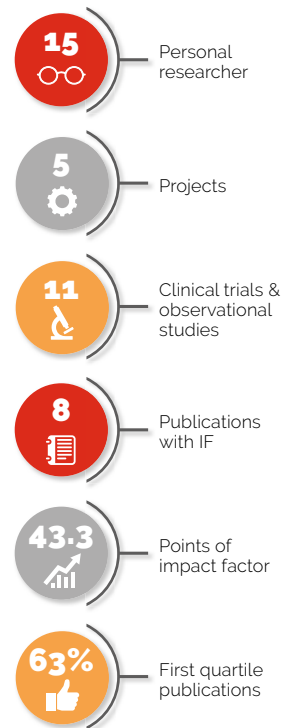 15
Personal
researcher
5
Projects
11
Clinical trials &
observational
studies
8
Publications
with IF
43.3
Points of
impact factor
63%
First quartile
publications